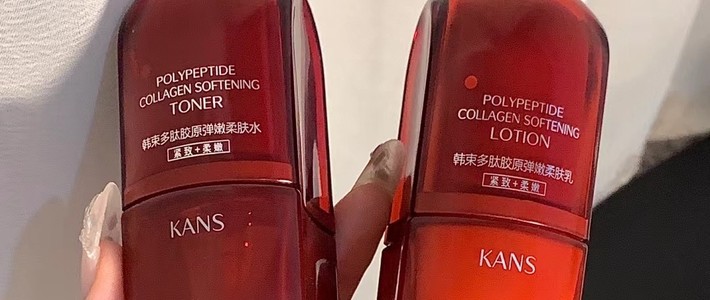 POLYPEPTIDE
COLLAGEN SOFTENING
TONER
韩束多肽胶原弹嫩柔肤水
紧致+柔嫩
KANS
POLYPEPTIDE
COLLAGEN SOFTENING
LOTION
韩束多肽胶原弹嫩柔肤乳
紧致+柔嫩
KANS